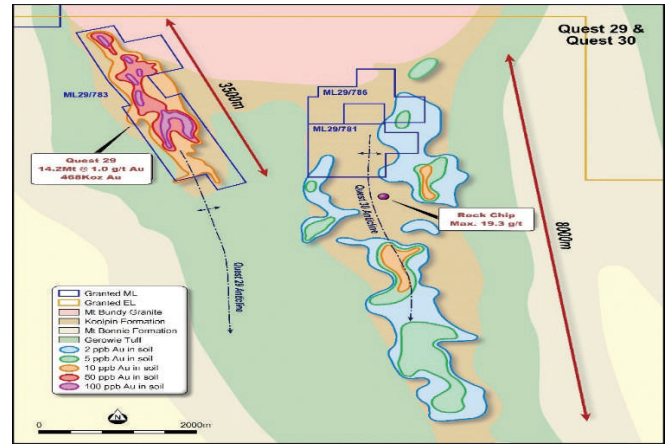 Quest 29 &
Quest 30
ML29/783
3500m
ML29/786
ML29/781
Quest 29
14.2Mt @ 1.0 g/t Au
468Koz Au
Quest 30 Anticline
Rock Chip
Max. 19.3 g/t
8000m
Quest 29 Anticline
Granted ML
Granted EL
Mt Bundy Granite
Koolpin Formation
Mt Bonnie Formation
Gerowie Tuff
2 ppb Au in soil
5 ppb Au in soil
10 ppb Au in soil
50 ppb Au in soil
100 ppb Au in soil
N
0
2000m